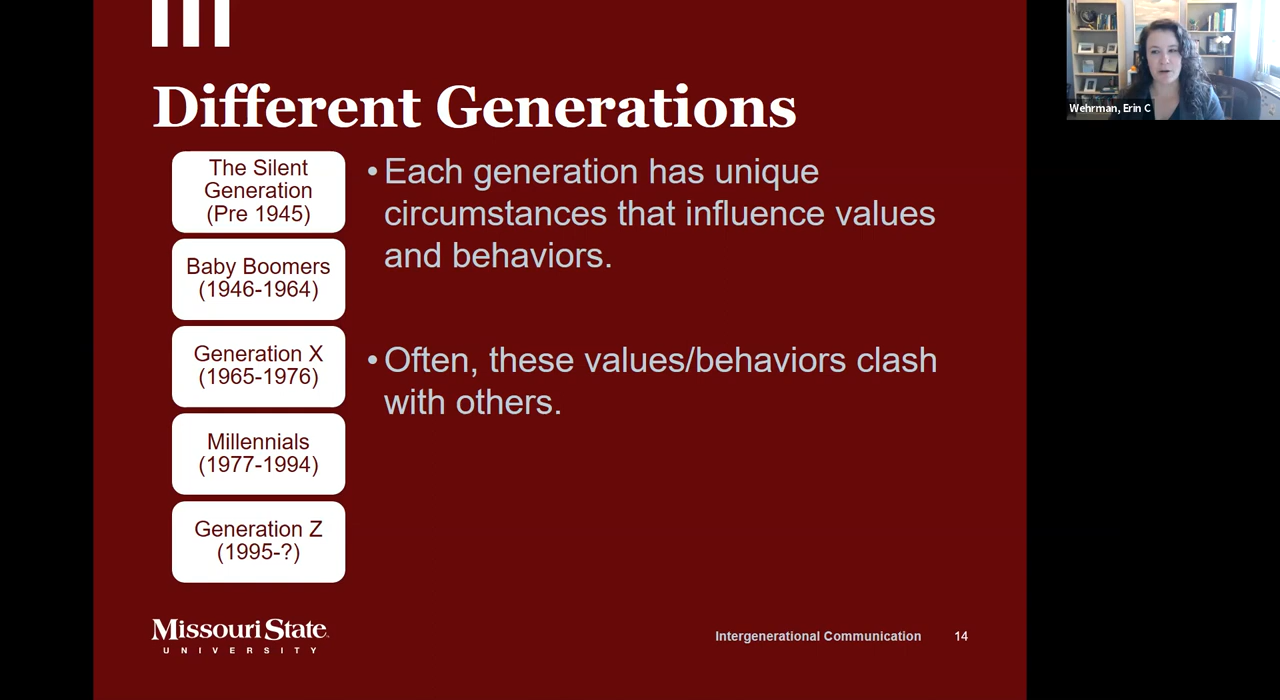 Different Generations
The Silent
Generation
(Pre 1945)
Baby Boomers
(1946-1964)
Generation X
(1965-1976)
Millennials
(1977-1994)
Generation Z
(1995-?)
• Each generation has unique
circumstances that influence values
and behaviors.
• Often, these values/behaviors clash
with others.
Missouri State
UNIVERSITY
Intergenerational Communication 14
Wehrman, Erin C